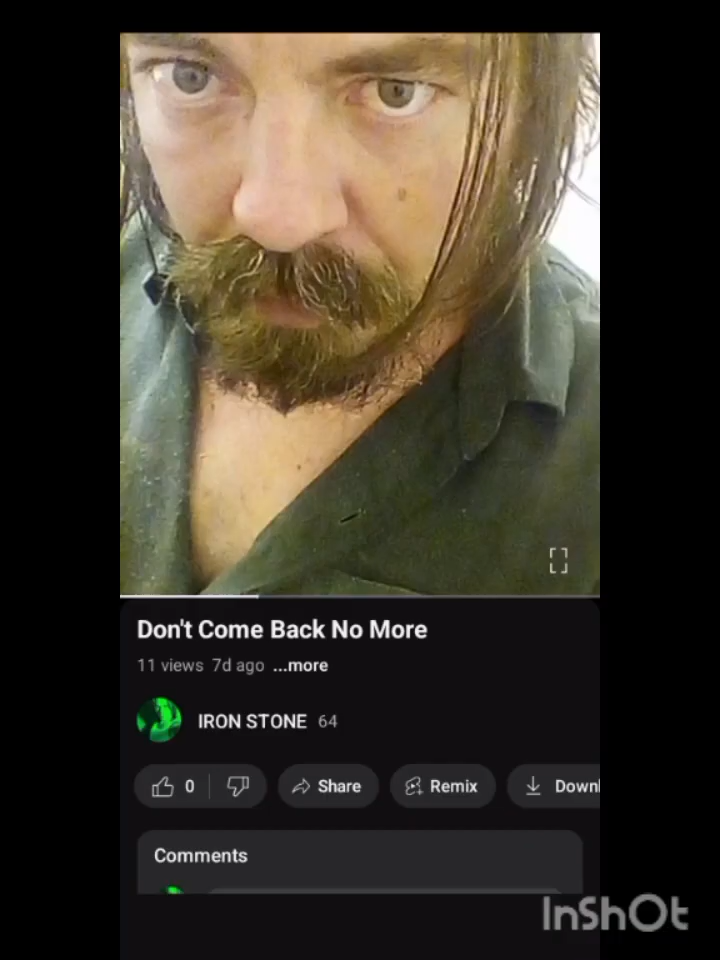 Don't Come Back No More
11 views 7d ago ...more
IRON STONE 64
0 Share Remix Downl
Comments
InShOt